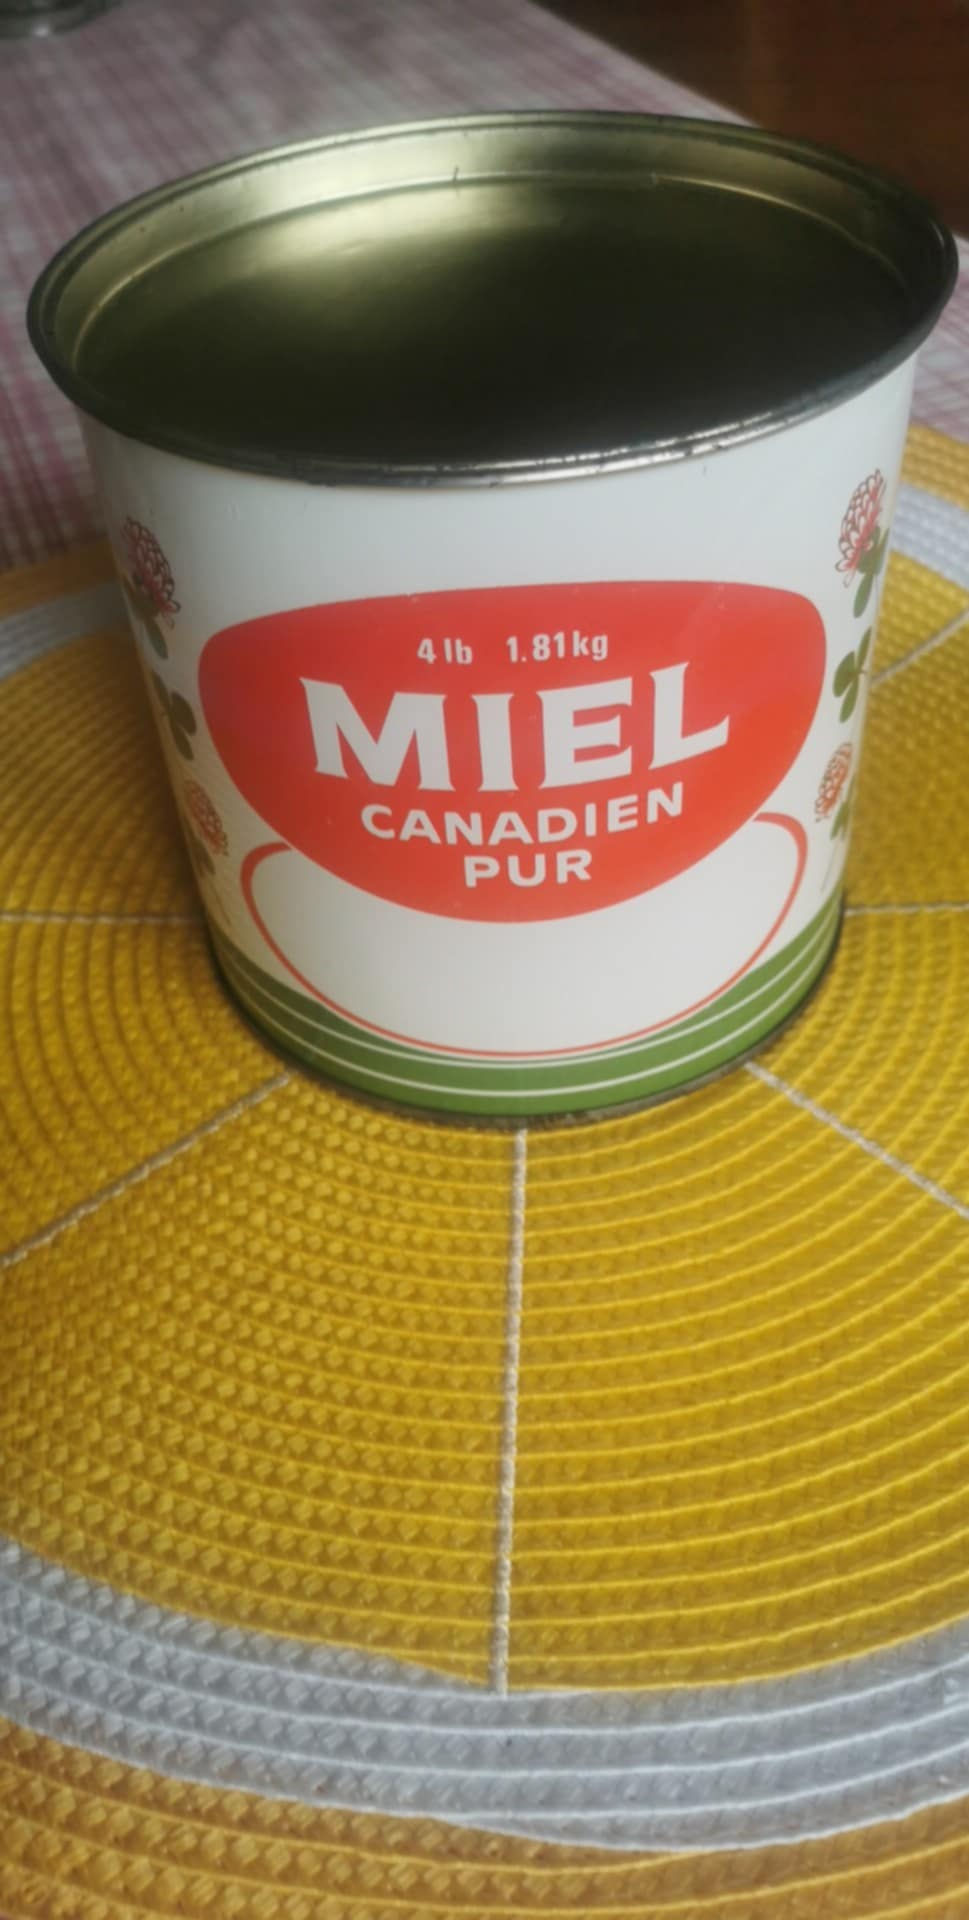 4 lb 1.81 kg
MIEL
CANADIEN
PUR